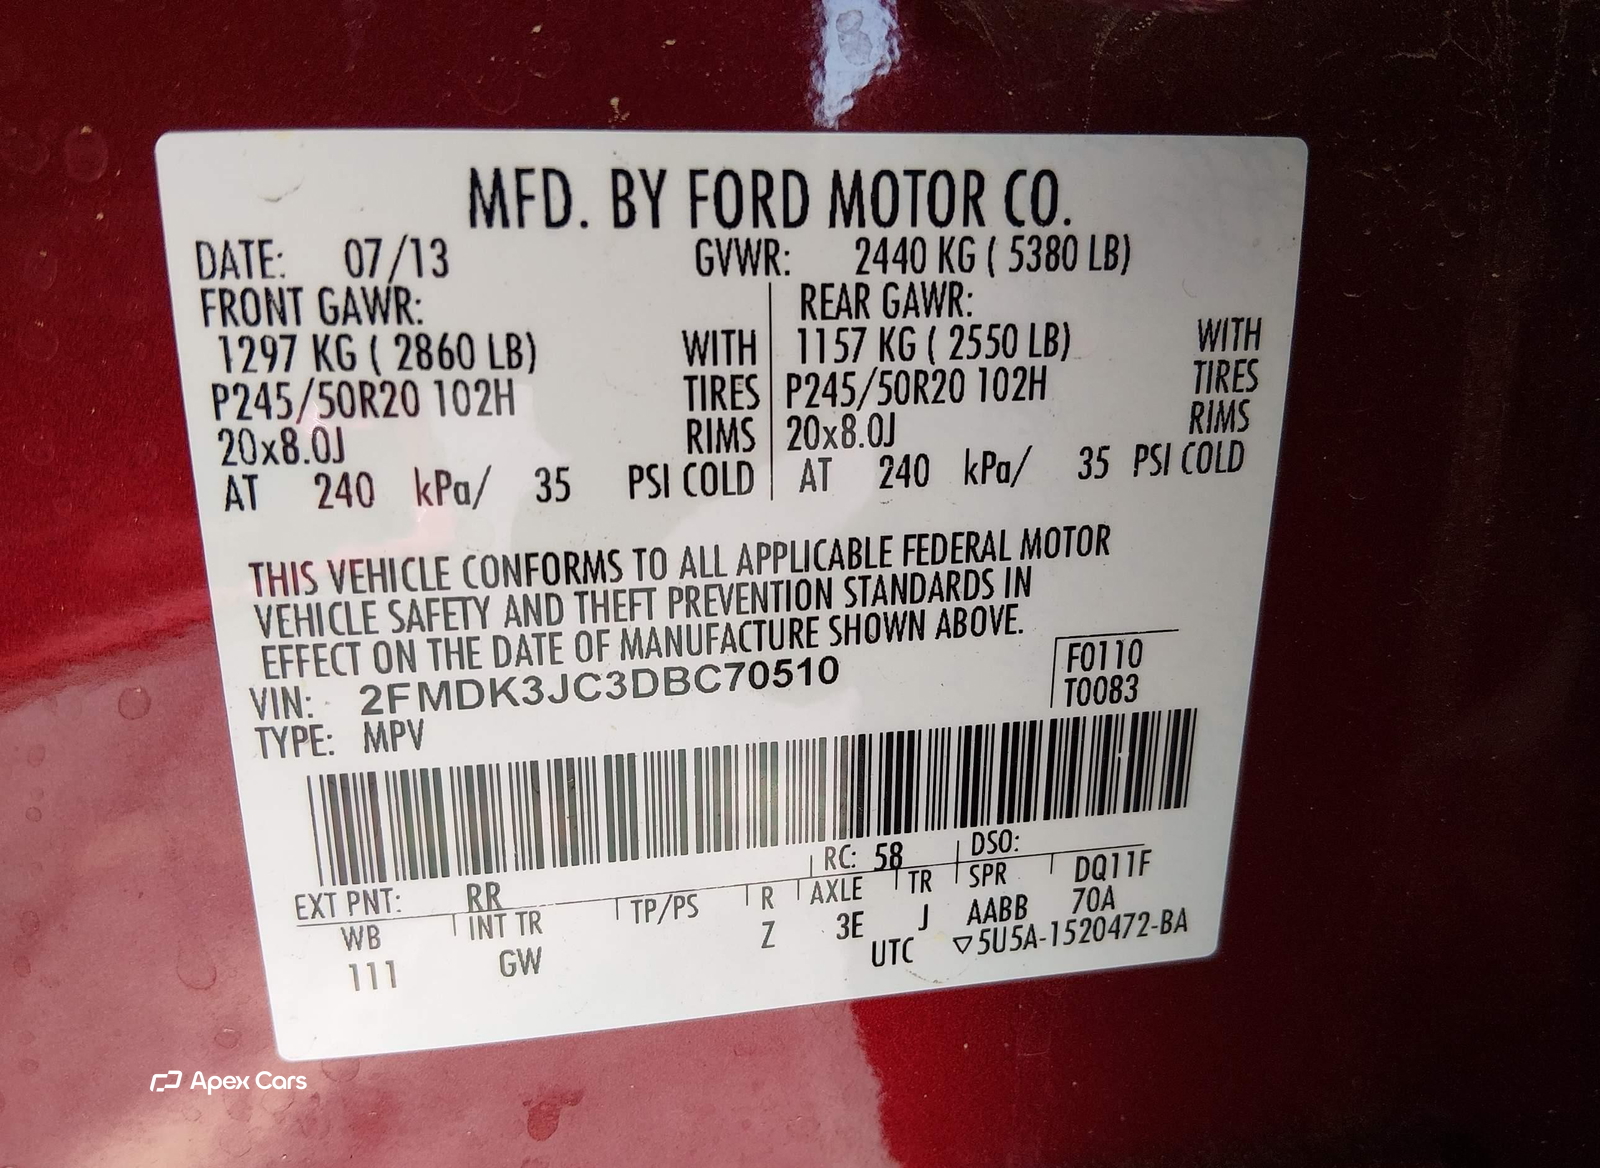 MFD. BY FORD MOTOR CO.
DATE: 07/13 GVWR: 2440 KG ( 5380 LB)
FRONT GAWR: REAR GAWR:
1297 KG ( 2860 LB) WITH 1157 KG ( 2550 LB) WITH
P245/50R20 102H TIRES P245/50R20 102H TIRES
20x8.0J RIMS 20x8.0J RIMS
AT 240 kPa/ 35 PSI COLD AT 240 kPa/ 35 PSI COLD
THIS VEHICLE CONFORMS TO ALL APPLICABLE FEDERAL MOTOR
VEHICLE SAFETY AND THEFT PREVENTION STANDARDS IN
EFFECT ON THE DATE OF MANUFACTURE SHOWN ABOVE.
VIN: 2FMDK3JC3DBC70510 F0110
TYPE: MPV T0083
EXT PNT: RR RC: 58 DSO:
WB INT TR TP/PS R AXLE TR SPR DQ11F
111 GW Z 3E J AABB 70A
UTC ▽5U5A-1520472-BA
Apex Cars